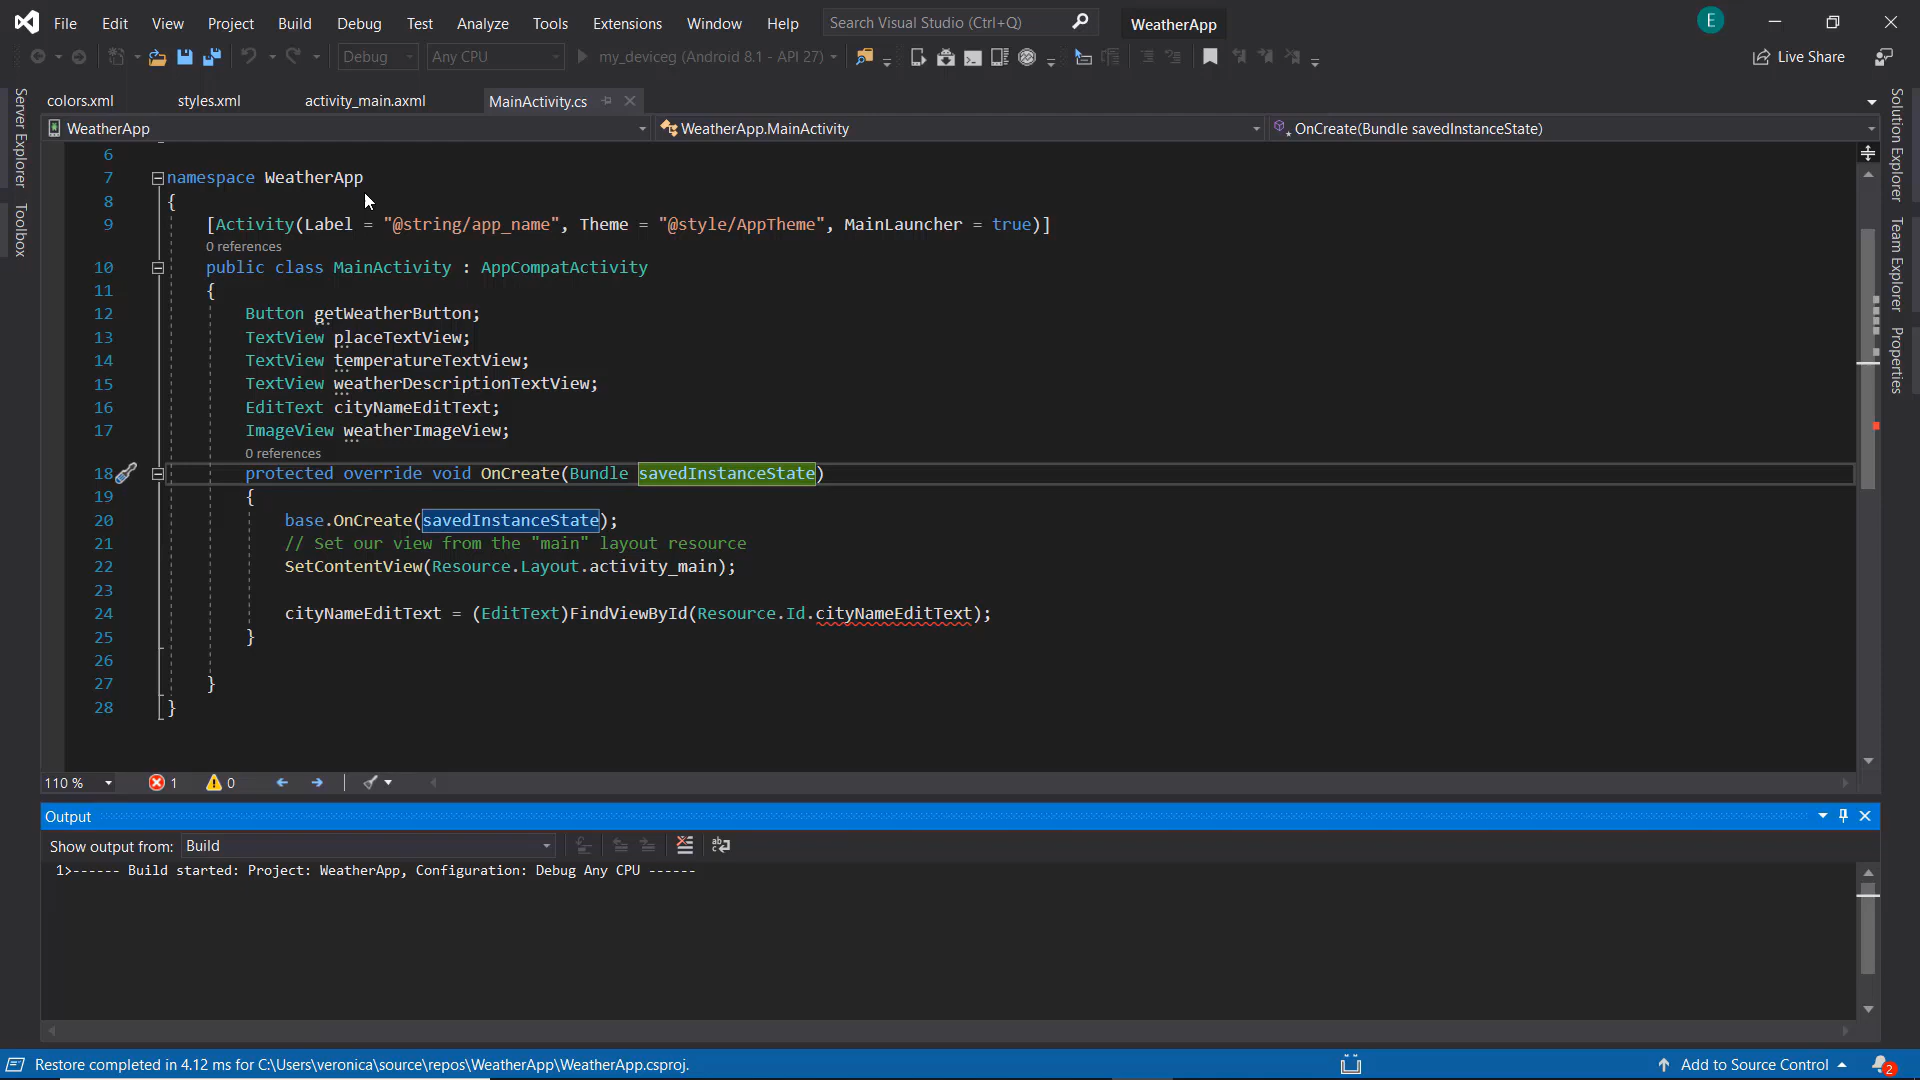 File Edit View Project Build Debug Test Analyze Tools Extensions Window Help Search Visual Studio (Ctrl+Q) WeatherApp E
Debug Any CPU my_deviceg (Android 8.1 - API 27) Live Share
colors.xml styles.xml activity_main.axml MainActivity.cs
WeatherApp WeatherApp.MainActivity OnCreate(Bundle savedInstanceState)
Server Explorer
Toolbox
Solution Explorer
Team Explorer
Properties
6
7 namespace WeatherApp
8 {
9 [Activity(Label = "@string/app_name", Theme = "@style/AppTheme", MainLauncher = true)]
0 references
10 public class MainActivity : AppCompatActivity
11 {
12 Button getWeatherButton;
13 TextView placeTextView;
14 TextView temperatureTextView;
15 TextView weatherDescriptionTextView;
16 EditText cityNameEditText;
17 ImageView weatherImageView;
0 references
18 protected override void OnCreate(Bundle savedInstanceState)
19 {
20 base.OnCreate(savedInstanceState);
21 // Set our view from the "main" layout resource
22 SetContentView(Resource.Layout.activity_main);
23
24 cityNameEditText = (EditText)FindViewById(Resource.Id.cityNameEditText);
25 }
26
27 }
28 }
110 % 1 0
Output
Show output from: Build
1>------ Build started: Project: WeatherApp, Configuration: Debug Any CPU ------
Restore completed in 4.12 ms for C:\Users\veronica\source\repos\WeatherApp\WeatherApp.csproj. Add to Source Control 2